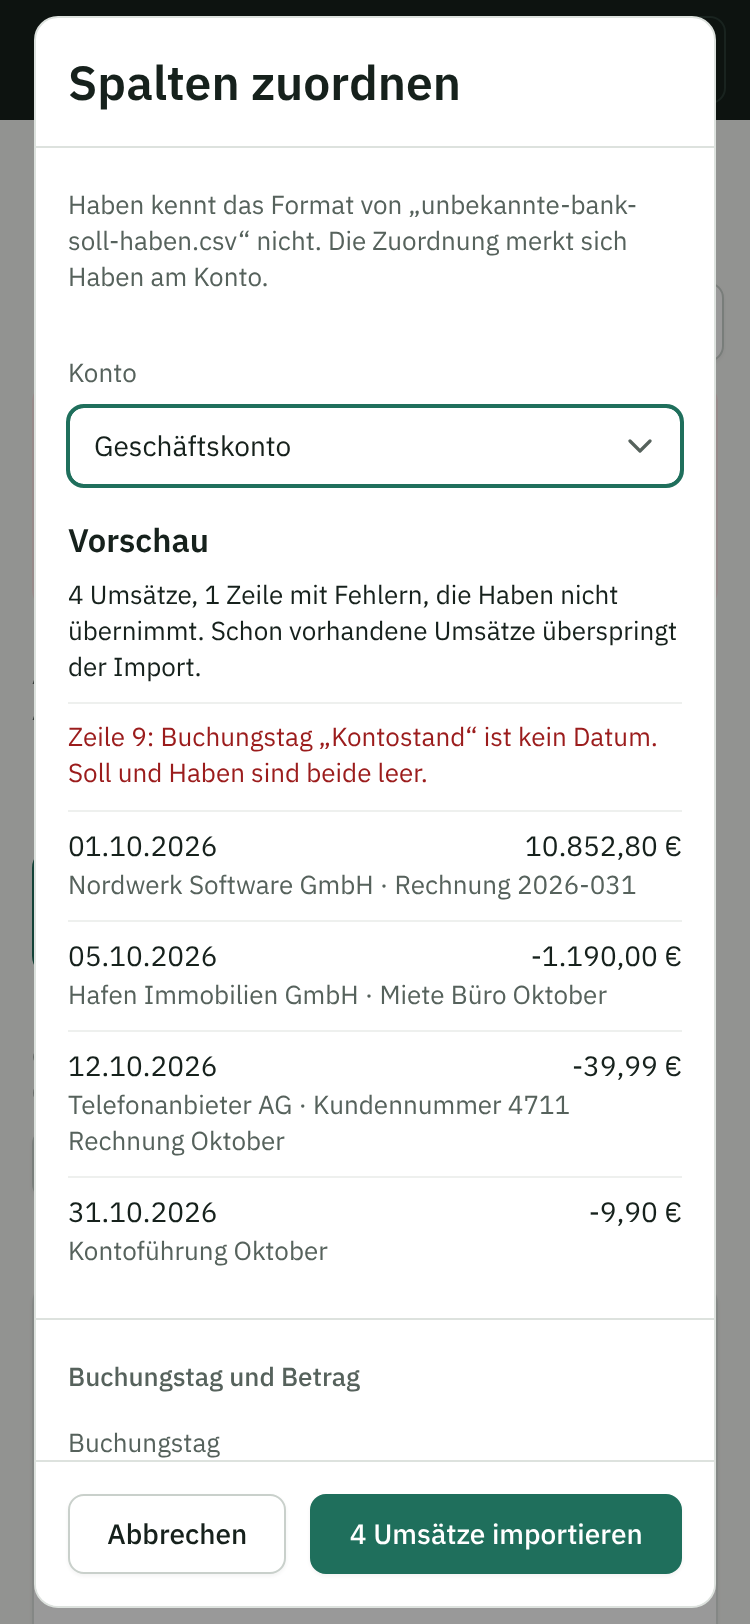 Spalten zuordnen
Haben kennt das Format von „unbekannte-bank-
soll-haben.csv“ nicht. Die Zuordnung merkt sich
Haben am Konto.
Konto
Geschäftskonto
Vorschau
4 Umsätze, 1 Zeile mit Fehlern, die Haben nicht
übernimmt. Schon vorhandene Umsätze überspringt
der Import.
Zeile 9: Buchungstag „Kontostand“ ist kein Datum.
Soll und Haben sind beide leer.
01.10.2026 10.852,80 €
Nordwerk Software GmbH · Rechnung 2026-031
05.10.2026 -1.190,00 €
Hafen Immobilien GmbH · Miete Büro Oktober
12.10.2026 -39,99 €
Telefonanbieter AG · Kundennummer 4711
Rechnung Oktober
31.10.2026 -9,90 €
Kontoführung Oktober
Buchungstag und Betrag
Buchungstag
Abbrechen 4 Umsätze importieren